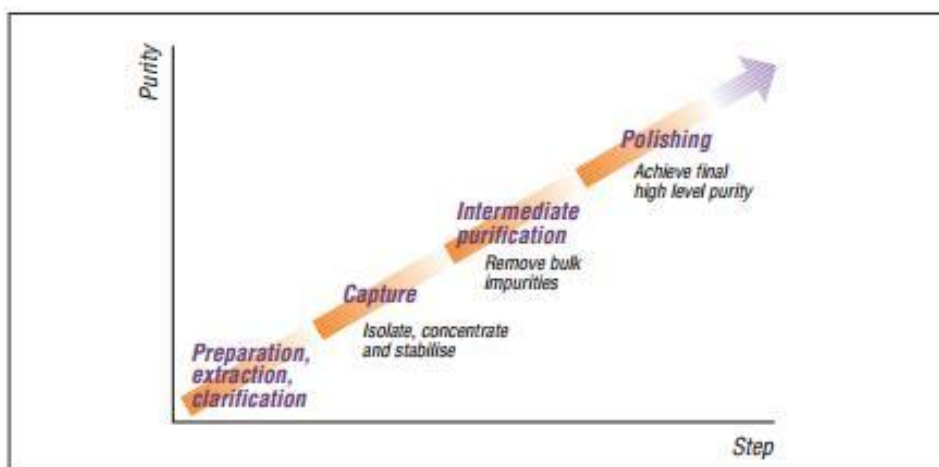 Purity
Polishing
Achieve final
high level purity
Intermediate
purification
Remove bulk
impurities
Capture
Isolate, concentrate
and stabilise
Preparation,
extraction,
clarification
Step